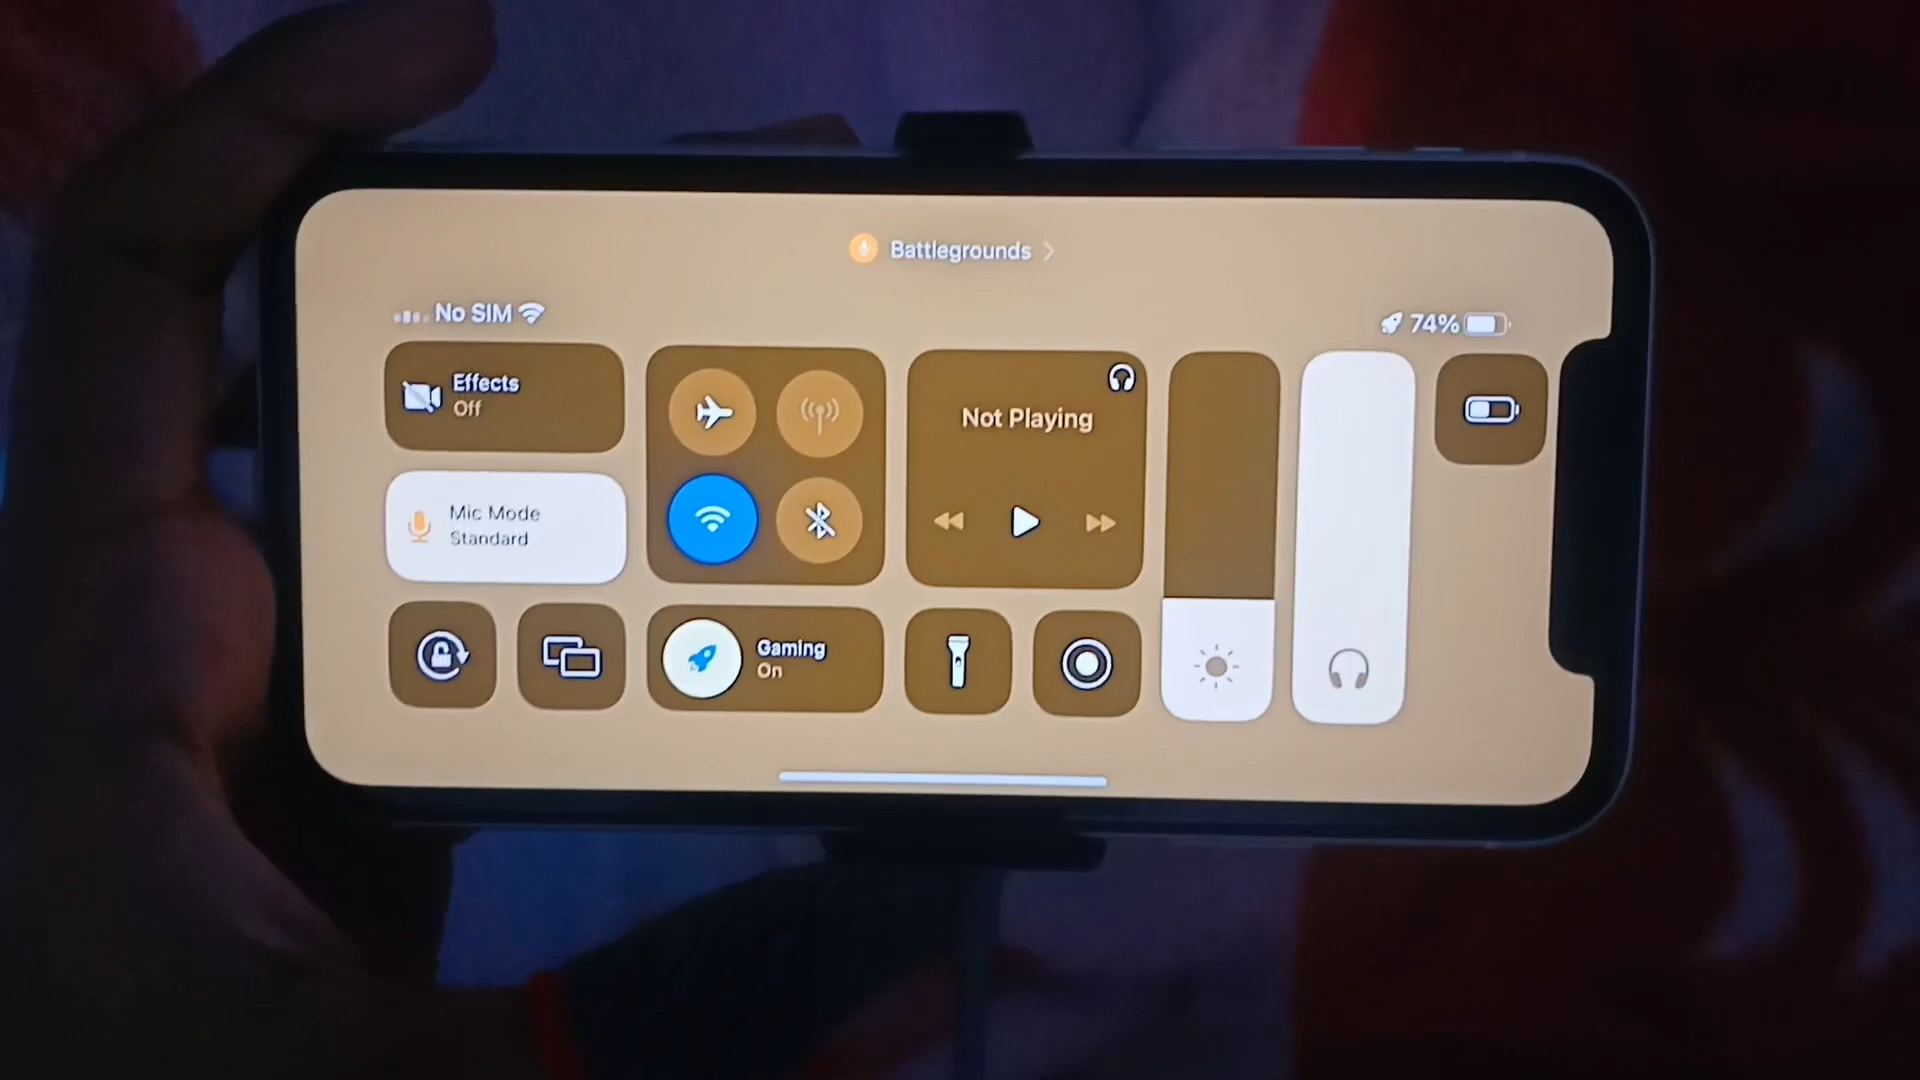 Battlegrounds
No SIM
74%
Effects
Off
Not Playing
Mic Mode
Standard
Gaming
On